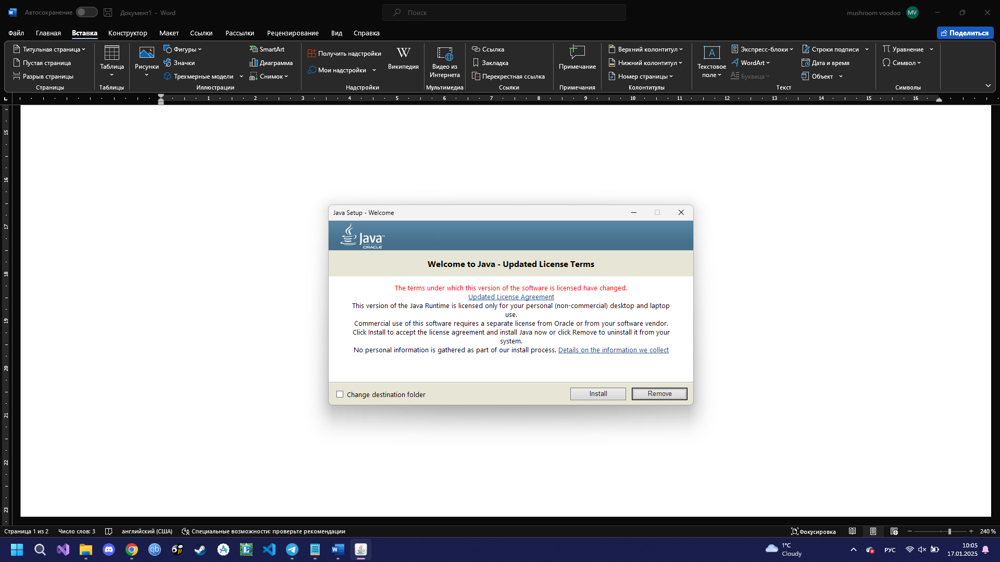 Автосохранение
Документ1 - Word
Поиск
mushroom voodoo
MV
Файл Главная Вставка Конструктор Макет Ссылки Рассылки Рецензирование Вид Справка
Поделиться
Титульная страница
Пустая страница
Разрыв страницы
Страницы
Таблица
Таблицы
Рисунки
Фигуры
Значки
Трехмерные модели
SmartArt
Диаграмма
Снимок
Иллюстрации
Получить надстройки
Мои надстройки
W
Википедия
Надстройки
Видео из
Интернета
Мультимедиа
Ссылка
Закладка
Перекрестная ссылка
Ссылки
Примечание
Примечания
Верхний колонтитул
Нижний колонтитул
Номер страницы
Колонтитулы
Текстовое
поле
Экспресс-блоки
WordArt
Буквица
Строки подписи
Дата и время
Объект
Текст
Уравнение
Символ
Символы
1 2 3 4 5 6 7 8 9 10 11 12 13 14 15 16
15
16
17
18
19
20
21
22
23
Java Setup - Welcome
Java™
ORACLE
Welcome to Java - Updated License Terms
The terms under which this version of the software is licensed have changed.
Updated License Agreement
This version of the Java Runtime is licensed only for your personal (non-commercial) desktop and laptop
use.
Commercial use of this software requires a separate license from Oracle or from your software vendor.
Click Install to accept the license agreement and install Java now or click Remove to uninstall it from your
system.
No personal information is gathered as part of our install process. Details on the information we collect
Change destination folder
Install
Remove
Страница 1 из 2
Число слов: 3
английский (США)
Специальные возможности: проверьте рекомендации
Фокусировка
240 %
1°C
Cloudy
РУС
10:05
17.01.2025